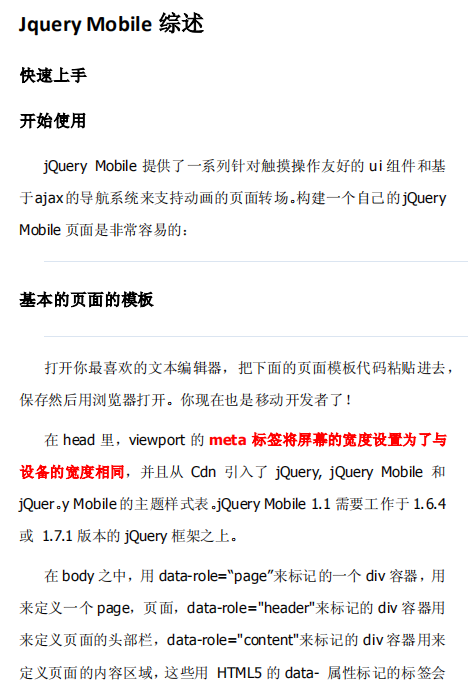 Jquery Mobile 综述
快速上手
开始使用
jQuery Mobile 提供了一系列针对触摸操作友好的 ui 组件和基
于ajax的导航系统来支持动画的页面转场。构建一个自己的jQuery
Mobile 页面是非常容易的：
基本的页面的模板
打开你最喜欢的文本编辑器，把下面的页面模板代码粘贴进去，
保存然后用浏览器打开。你现在也是移动开发者了！
在 head 里，viewport 的 meta 标签将屏幕的宽度设置为了与
设备的宽度相同，并且从 Cdn 引入了 jQuery, jQuery Mobile 和
jQuer.y Mobile的主题样式表。jQuery Mobile 1.1 需要工作于 1.6.4
或 1.7.1 版本的 jQuery 框架之上。
在 body 之中，用 data-role=“page”来标记的一个 div 容器，用
来定义一个 page，页面，data-role="header"来标记的 div 容器用
来定义页面的头部栏，data-role="content"来标记的 div容器用来
定义页面的内容区域，这些用 HTML5 的 data- 属性标记的标签会